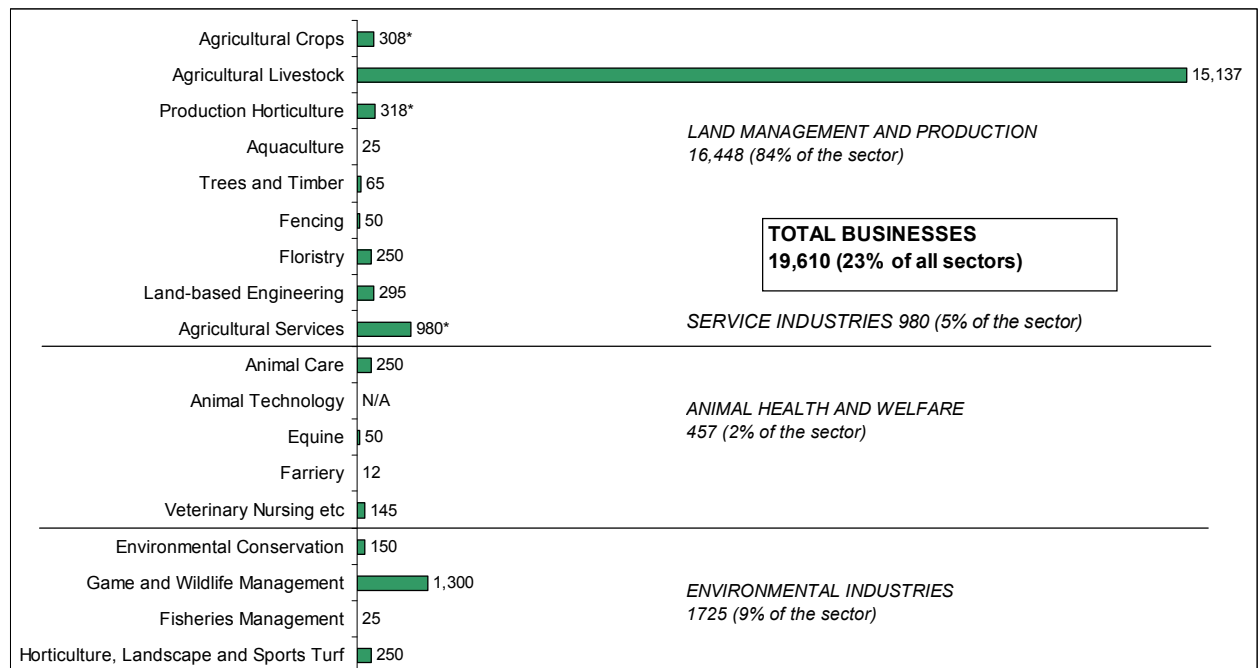 Agricultural Crops 308*
Agricultural Livestock 15,137
Production Horticulture 318*
LAND MANAGEMENT AND PRODUCTION
16,448 (84% of the sector)
Aquaculture 25
Trees and Timber 65
Fencing 50
TOTAL BUSINESSES
19,610 (23% of all sectors)
Floristry 250
Land-based Engineering 295
Agricultural Services 980*
SERVICE INDUSTRIES 980 (5% of the sector)
Animal Care 250
Animal Technology N/A
ANIMAL HEALTH AND WELFARE
457 (2% of the sector)
Equine 50
Farriery 12
Veterinary Nursing etc 145
Environmental Conservation 150
Game and Wildlife Management 1,300
ENVIRONMENTAL INDUSTRIES
1725 (9% of the sector)
Fisheries Management 25
Horticulture, Landscape and Sports Turf 250